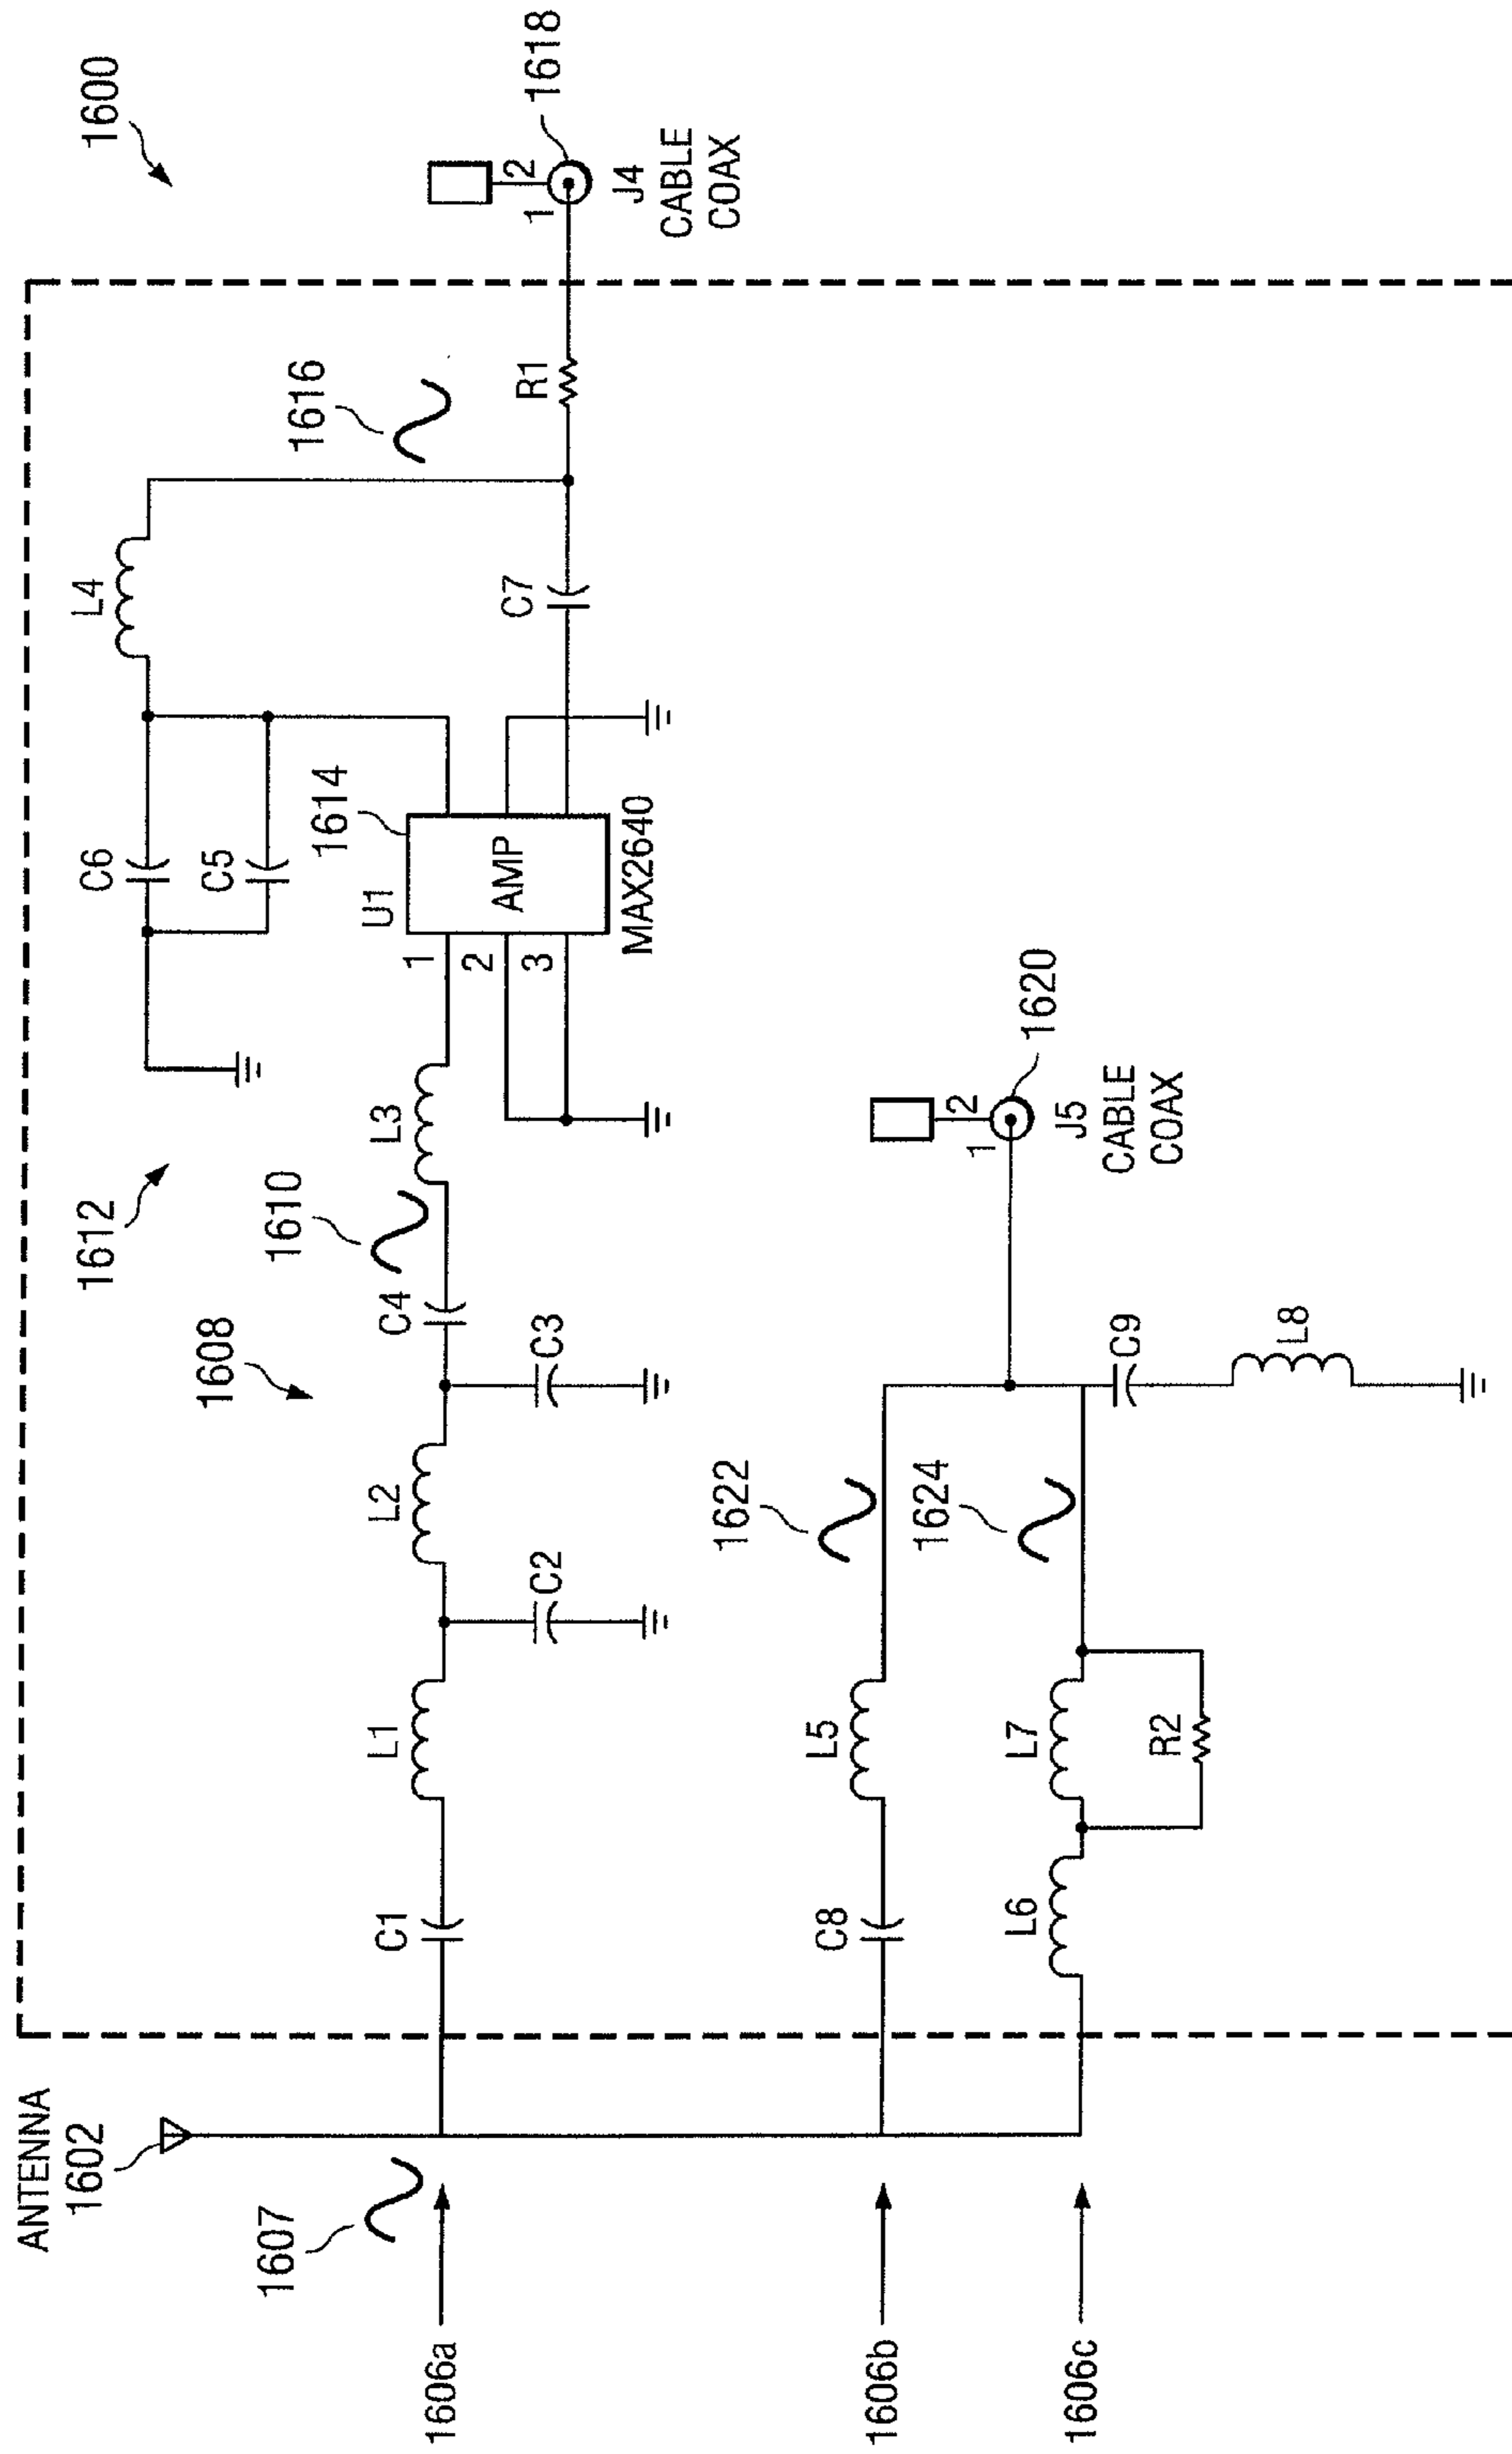 1600
ANTENNA
1602
1607
1606a
1606b
1606c
C1
L1
L2
C2
C3
1608
C4
1610
L3
1612
C6
C5
L4
1614
U1
1
2
3
AMP
MAX2640
C7
1616
R1
1
2
1618
J4
CABLE
COAX
C8
L5
1622
L6
L7
R2
1624
C9
L8
1
2
1620
J5
CABLE
COAX